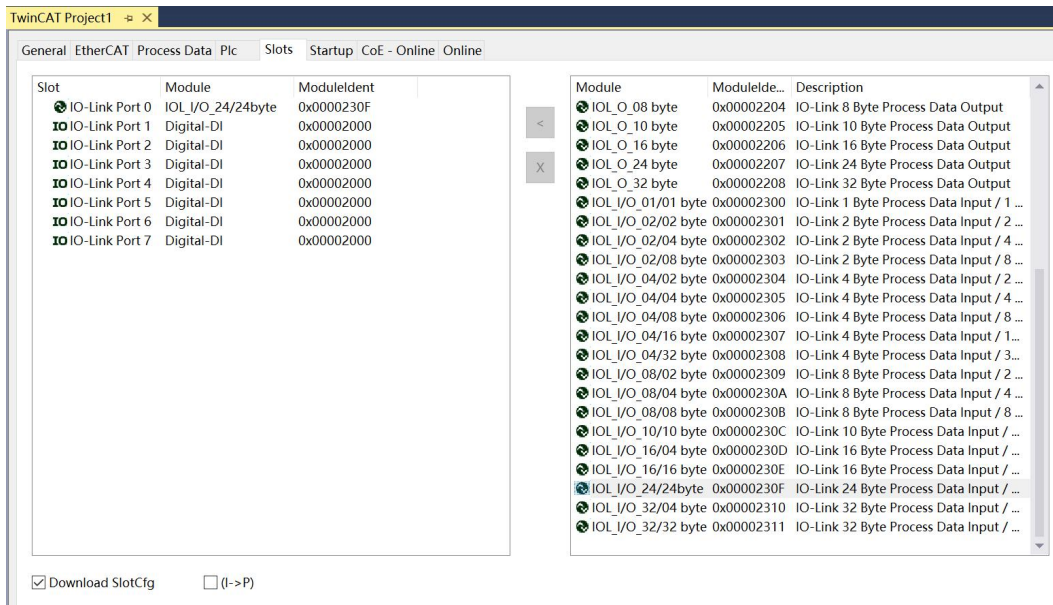 TwinCAT Project1
General EtherCAT Process Data Plc Slots Startup CoE - Online Online
Slot Module ModuleIdent
IO-Link Port 0 IOL_I/O_24/24byte 0x0000230F
IO IO-Link Port 1 Digital-DI 0x00002000
IO IO-Link Port 2 Digital-DI 0x00002000
IO IO-Link Port 3 Digital-DI 0x00002000
IO IO-Link Port 4 Digital-DI 0x00002000
IO IO-Link Port 5 Digital-DI 0x00002000
IO IO-Link Port 6 Digital-DI 0x00002000
IO IO-Link Port 7 Digital-DI 0x00002000
<
X
Module ModuleIde... Description
IOL_O_08 byte 0x00002204 IO-Link 8 Byte Process Data Output
IOL_O_10 byte 0x00002205 IO-Link 10 Byte Process Data Output
IOL_O_16 byte 0x00002206 IO-Link 16 Byte Process Data Output
IOL_O_24 byte 0x00002207 IO-Link 24 Byte Process Data Output
IOL_O_32 byte 0x00002208 IO-Link 32 Byte Process Data Output
IOL_I/O_01/01 byte 0x00002300 IO-Link 1 Byte Process Data Input / 1 ...
IOL_I/O_02/02 byte 0x00002301 IO-Link 2 Byte Process Data Input / 2 ...
IOL_I/O_02/04 byte 0x00002302 IO-Link 2 Byte Process Data Input / 4 ...
IOL_I/O_02/08 byte 0x00002303 IO-Link 2 Byte Process Data Input / 8 ...
IOL_I/O_04/02 byte 0x00002304 IO-Link 4 Byte Process Data Input / 2 ...
IOL_I/O_04/04 byte 0x00002305 IO-Link 4 Byte Process Data Input / 4 ...
IOL_I/O_04/08 byte 0x00002306 IO-Link 4 Byte Process Data Input / 8 ...
IOL_I/O_04/16 byte 0x00002307 IO-Link 4 Byte Process Data Input / 1...
IOL_I/O_04/32 byte 0x00002308 IO-Link 4 Byte Process Data Input / 3...
IOL_I/O_08/02 byte 0x00002309 IO-Link 8 Byte Process Data Input / 2 ...
IOL_I/O_08/04 byte 0x0000230A IO-Link 8 Byte Process Data Input / 4 ...
IOL_I/O_08/08 byte 0x0000230B IO-Link 8 Byte Process Data Input / 8 ...
IOL_I/O_10/10 byte 0x0000230C IO-Link 10 Byte Process Data Input / ...
IOL_I/O_16/04 byte 0x0000230D IO-Link 16 Byte Process Data Input / ...
IOL_I/O_16/16 byte 0x0000230E IO-Link 16 Byte Process Data Input / ...
IOL_I/O_24/24byte 0x0000230F IO-Link 24 Byte Process Data Input / ...
IOL_I/O_32/04 byte 0x00002310 IO-Link 32 Byte Process Data Input / ...
IOL_I/O_32/32 byte 0x00002311 IO-Link 32 Byte Process Data Input / ...
Download SlotCfg (I->P)